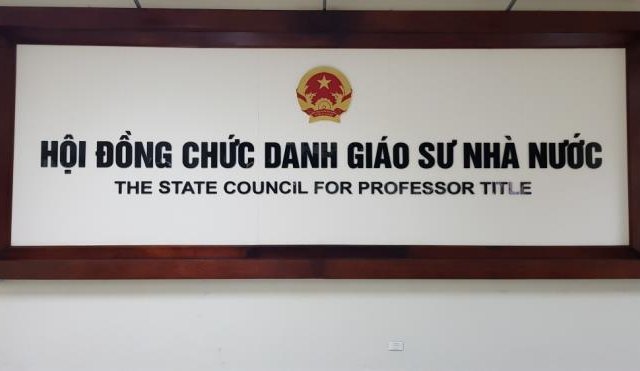 HỘI ĐỒNG CHỨC DANH GIÁO SƯ NHÀ NƯỚC
THE STATE COUNCIL FOR PROFESSOR TITLE